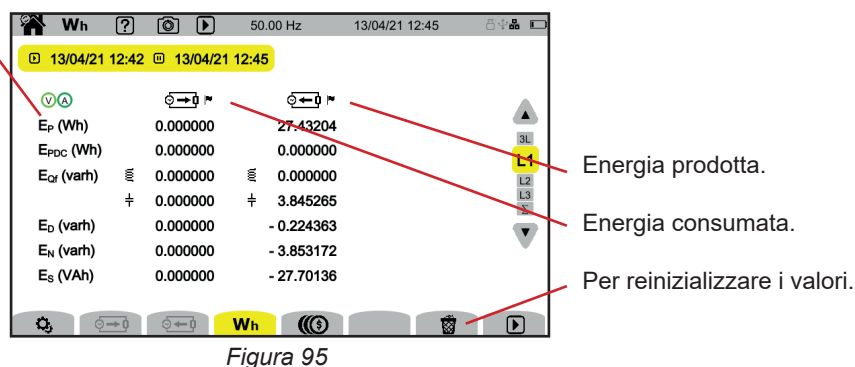 Wh ? 50.00 Hz 13/04/21 12:45
13/04/21 12:42 13/04/21 12:45
V A
EP (Wh) 0.000000 27.43204
EPDC (Wh) 0.000000 0.000000
EQf (varh) 0.000000 0.000000
0.000000 3.845265
ED (varh) 0.000000 - 0.224363
EN (varh) 0.000000 - 3.853172
ES (VAh) 0.000000 - 27.70136
3L
L1
L2
L3
Σ
Energia prodotta.
Energia consumata.
Per reinizializzare i valori.
Wh $
Figura 95